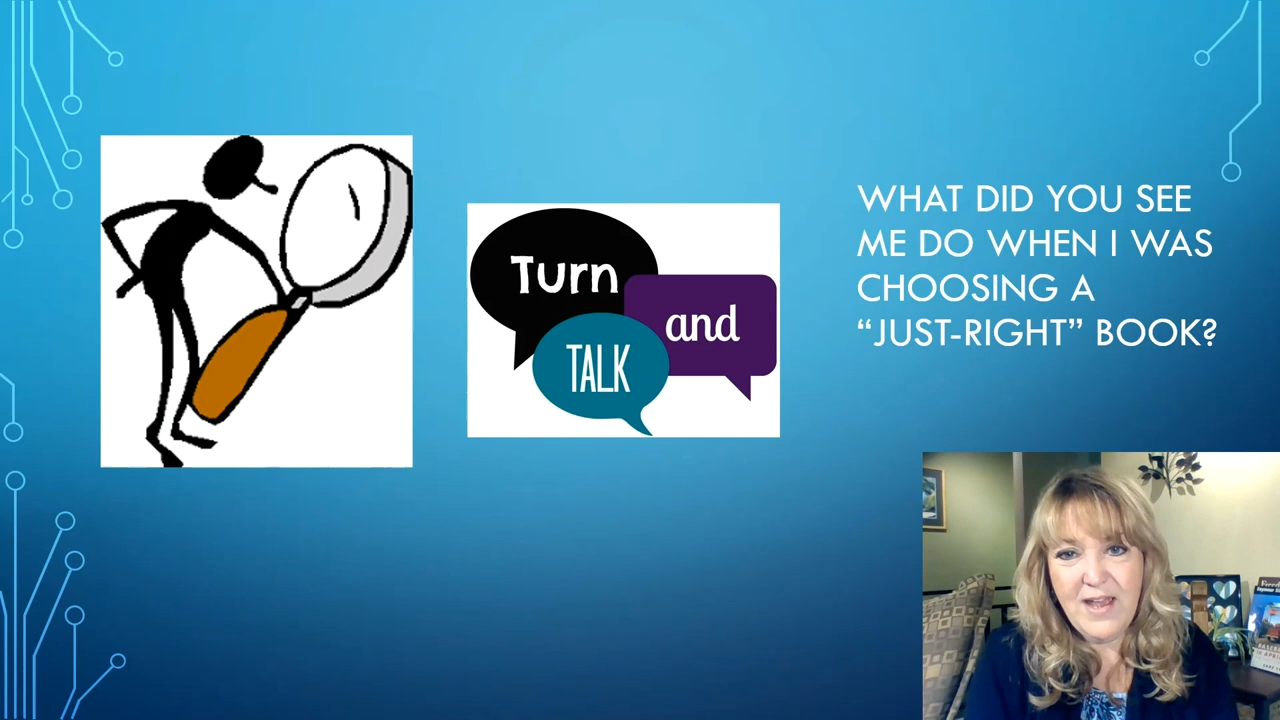 Turn
and
TALK
WHAT DID YOU SEE
ME DO WHEN I WAS
CHOOSING A
“JUST-RIGHT” BOOK?